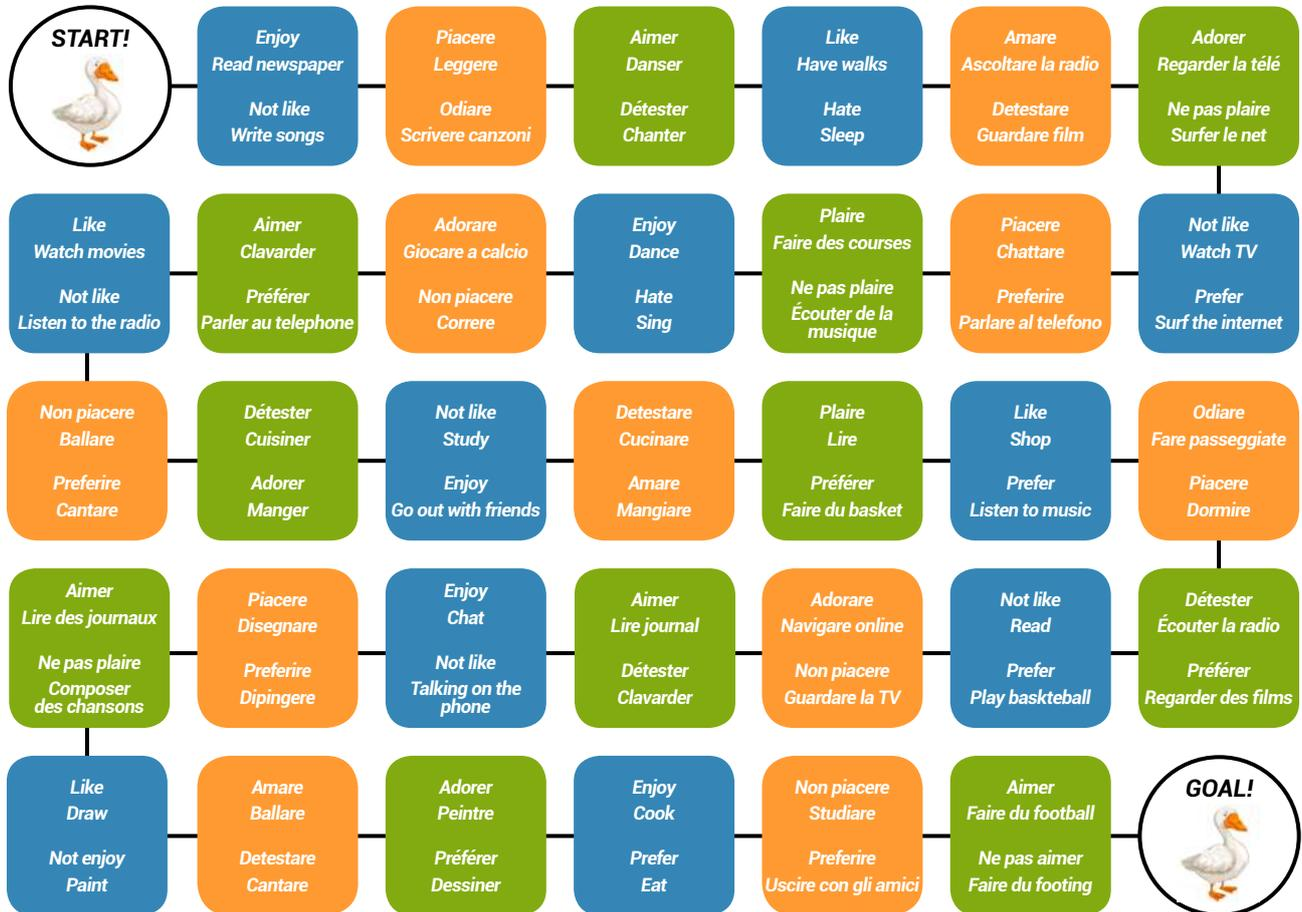 START!
Enjoy
Read newspaper
Not like
Write songs
Piacere
Leggere
Odiare
Scrivere canzoni
Aimer
Danser
Détester
Chanter
Like
Have walks
Hate
Sleep
Amare
Ascoltare la radio
Detestare
Guardare film
Adorer
Regarder la télé
Ne pas plaire
Surfer le net
Like
Watch movies
Not like
Listen to the radio
Aimer
Clavarder
Préférer
Parler au telephone
Adorare
Giocare a calcio
Non piacere
Correre
Enjoy
Dance
Hate
Sing
Plaire
Faire des courses
Ne pas plaire
Écouter de la
musique
Piacere
Chattare
Preferire
Parlare al telefono
Not like
Watch TV
Prefer
Surf the internet
Non piacere
Ballare
Preferire
Cantare
Détester
Cuisiner
Adorer
Manger
Not like
Study
Enjoy
Go out with friends
Detestare
Cucinare
Amare
Mangiare
Plaire
Lire
Préférer
Faire du basket
Like
Shop
Prefer
Listen to music
Odiare
Fare passeggiate
Piacere
Dormire
Aimer
Lire des journaux
Ne pas plaire
Composer
des chansons
Piacere
Disegnare
Preferire
Dipingere
Enjoy
Chat
Not like
Talking on the
phone
Aimer
Lire journal
Détester
Clavarder
Adorare
Navigare online
Non piacere
Guardare la TV
Not like
Read
Prefer
Play baskteball
Détester
Écouter la radio
Préférer
Regarder des films
Like
Draw
Not enjoy
Paint
Amare
Ballare
Detestare
Cantare
Adorer
Peintre
Préférer
Dessiner
Enjoy
Cook
Prefer
Eat
Non piacere
Studiare
Preferire
Uscire con gli amici
Aimer
Faire du football
Ne pas aimer
Faire du footing
GOAL!